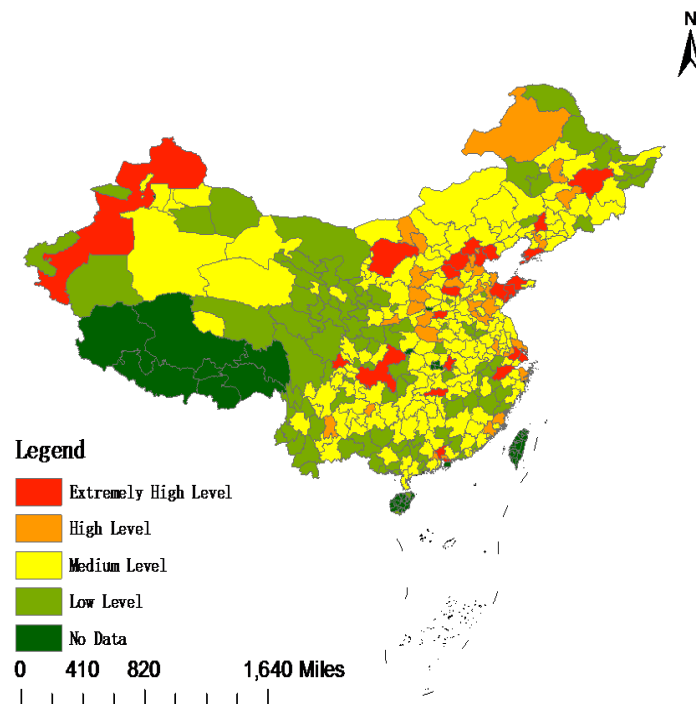 N
Legend
Extremely High Level
High Level
Medium Level
Low Level
No Data
0 410 820 1,640 Miles